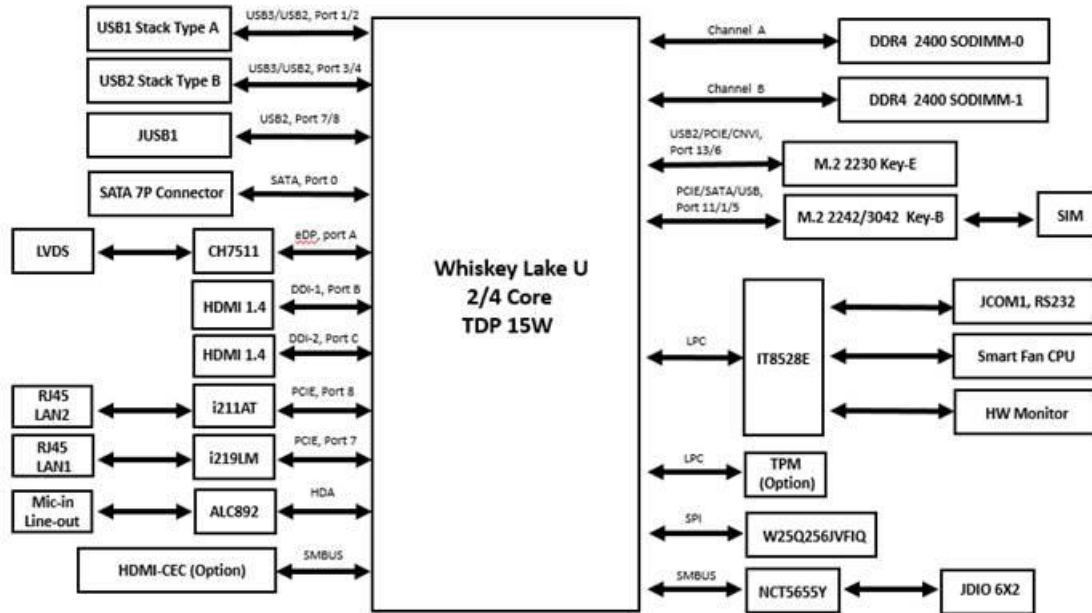 USB1 Stack Type A
USB3/USB2, Port 1/2
USB2 Stack Type B
USB3/USB2, Port 3/4
JUSB1
USB2, Port 7/8
SATA 7P Connector
SATA, Port 0
LVDS
CH7511
eDP, port A
HDMI 1.4
DDI-1, Port B
HDMI 1.4
DDI-2, Port C
RJ45
LAN2
i211AT
PCIE, Port 8
RJ45
LAN1
i219LM
PCIE, Port 7
Mic-in
Line-out
ALC892
HDA
HDMI-CEC (Option)
SMBUS
Whiskey Lake U
2/4 Core
TDP 15W
Channel A
DDR4 2400 SODIMM-0
Channel B
DDR4 2400 SODIMM-1
USB2/PCIE/CNVI,
Port 13/6
M.2 2230 Key-E
PCIE/SATA/USB,
Port 11/1/5
M.2 2242/3042 Key-B
SIM
LPC
IT8528E
JCOM1, RS232
Smart Fan CPU
HW Monitor
LPC
TPM
(Option)
SPI
W25Q256JVFIQ
SMBUS
NCT5655Y
JDIO 6X2